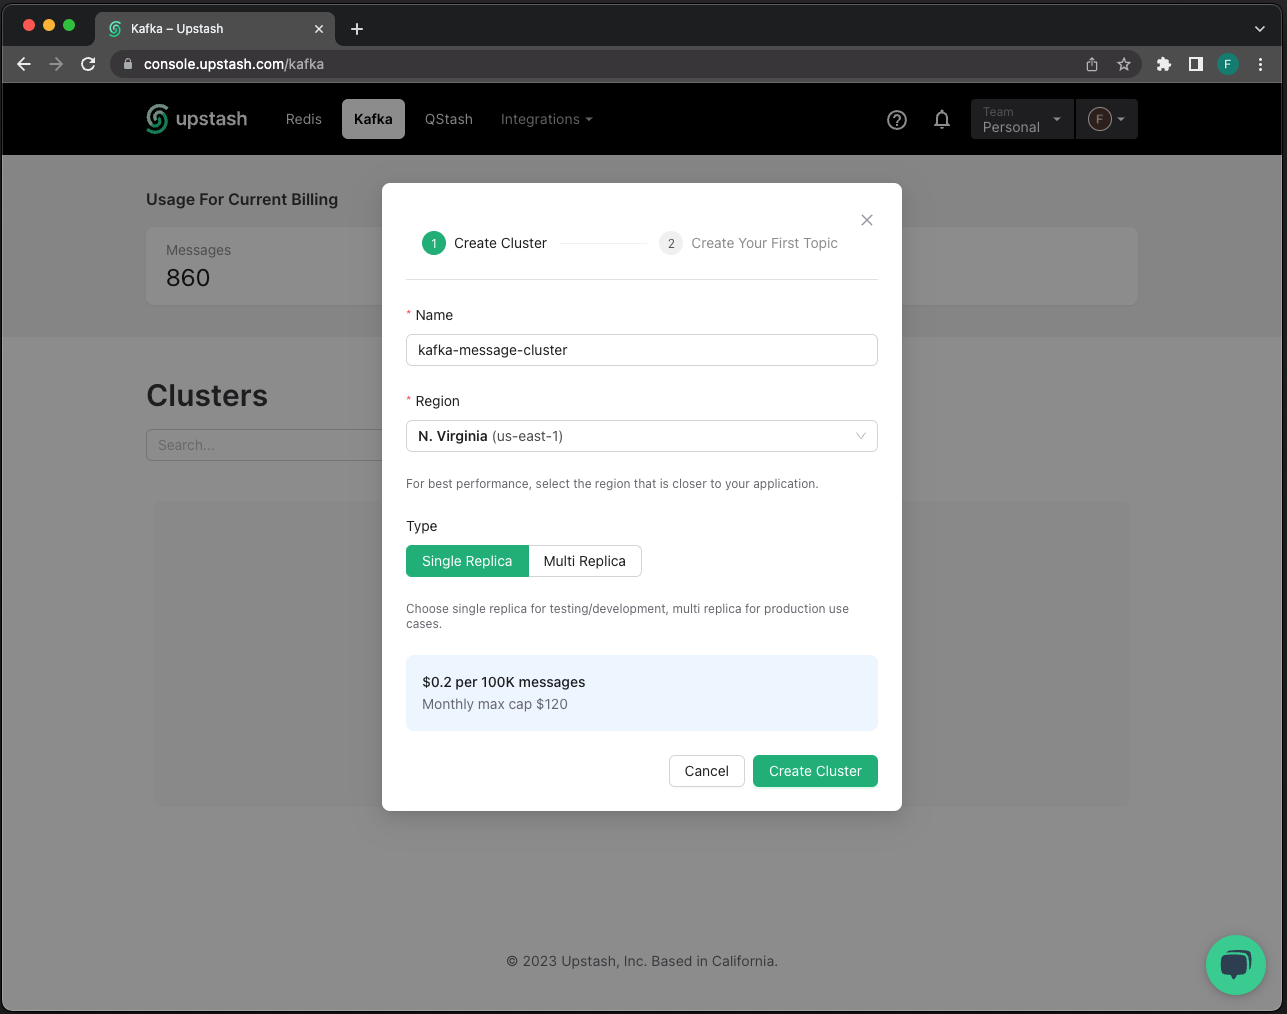 Kafka – Upstash
console.upstash.com/kafka
F
upstash
Redis
Kafka
QStash
Integrations
Team
Personal
F
Usage For Current Billing
Messages
860
1 Create Cluster
2 Create Your First Topic
* Name
kafka-message-cluster
Clusters
* Region
Search...
N. Virginia (us-east-1)
For best performance, select the region that is closer to your application.
Type
Single Replica
Multi Replica
Choose single replica for testing/development, multi replica for production use
cases.
$0.2 per 100K messages
Monthly max cap $120
Cancel
Create Cluster
© 2023 Upstash, Inc. Based in California.